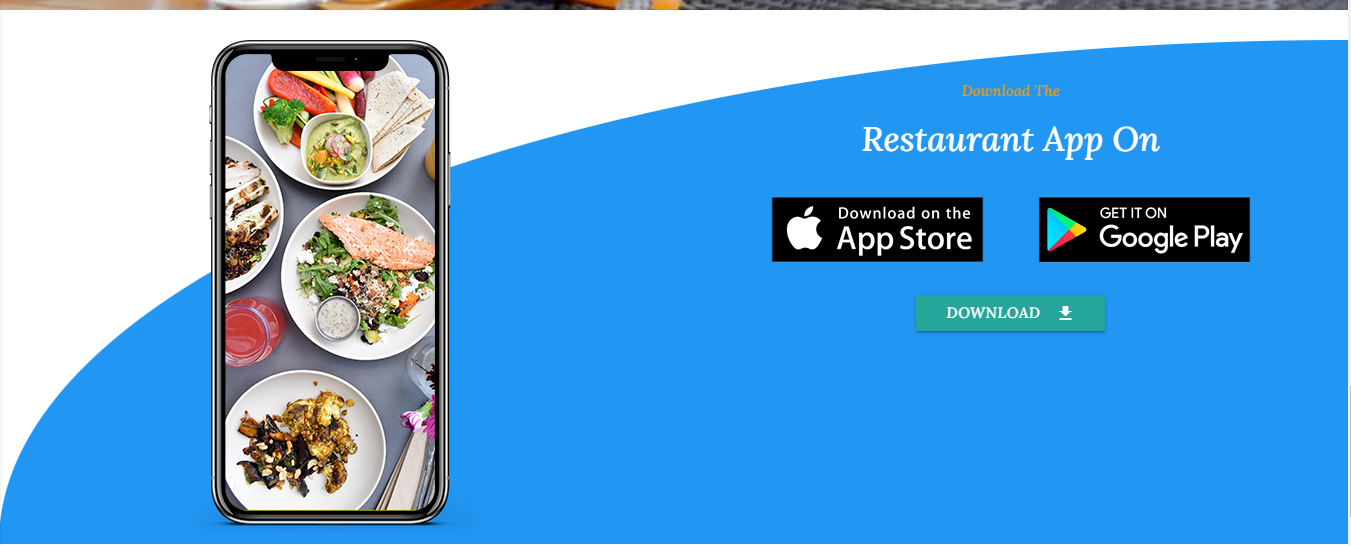 Download The
Restaurant App On
Download on the
App Store
GET IT ON
Google Play
DOWNLOAD